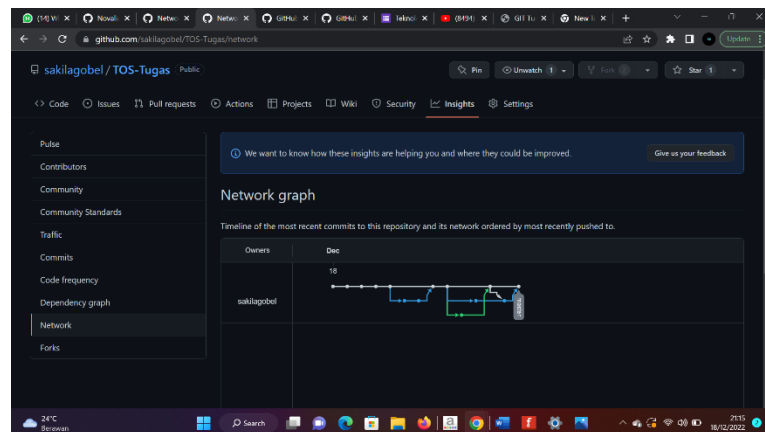 (14) W
Novali
Netwo
Netwo
GitHul
GitHul
Teknol
(8494)
GIT Tu
New T
github.com/sakilagobel/TOS-Tugas/network
Update
sakilagobel / TOS-Tugas Public
Pin
Unwatch 1
Fork
Star 1
Code
Issues
Pull requests
Actions
Projects
Wiki
Security
Insights
Settings
Pulse
Contributors
Community
Community Standards
Traffic
Commits
Code frequency
Dependency graph
Network
Forks
We want to know how these insights are helping you and where they could be improved.
Give us your feedback
Network graph
Timeline of the most recent commits to this repository and its network ordered by most recently pushed to.
Owners
Dec
18
sakilagobel
24°C
Berawan
Search
21:15
18/12/2022
2